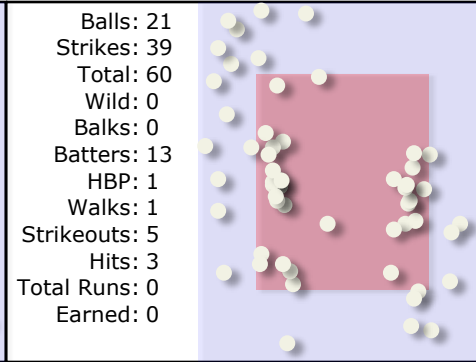 Balls: 21
Strikes: 39
Total: 60
Wild: 0
Balks: 0
Batters: 13
HBP: 1
Walks: 1
Strikeouts: 5
Hits: 3
Total Runs: 0
Earned: 0